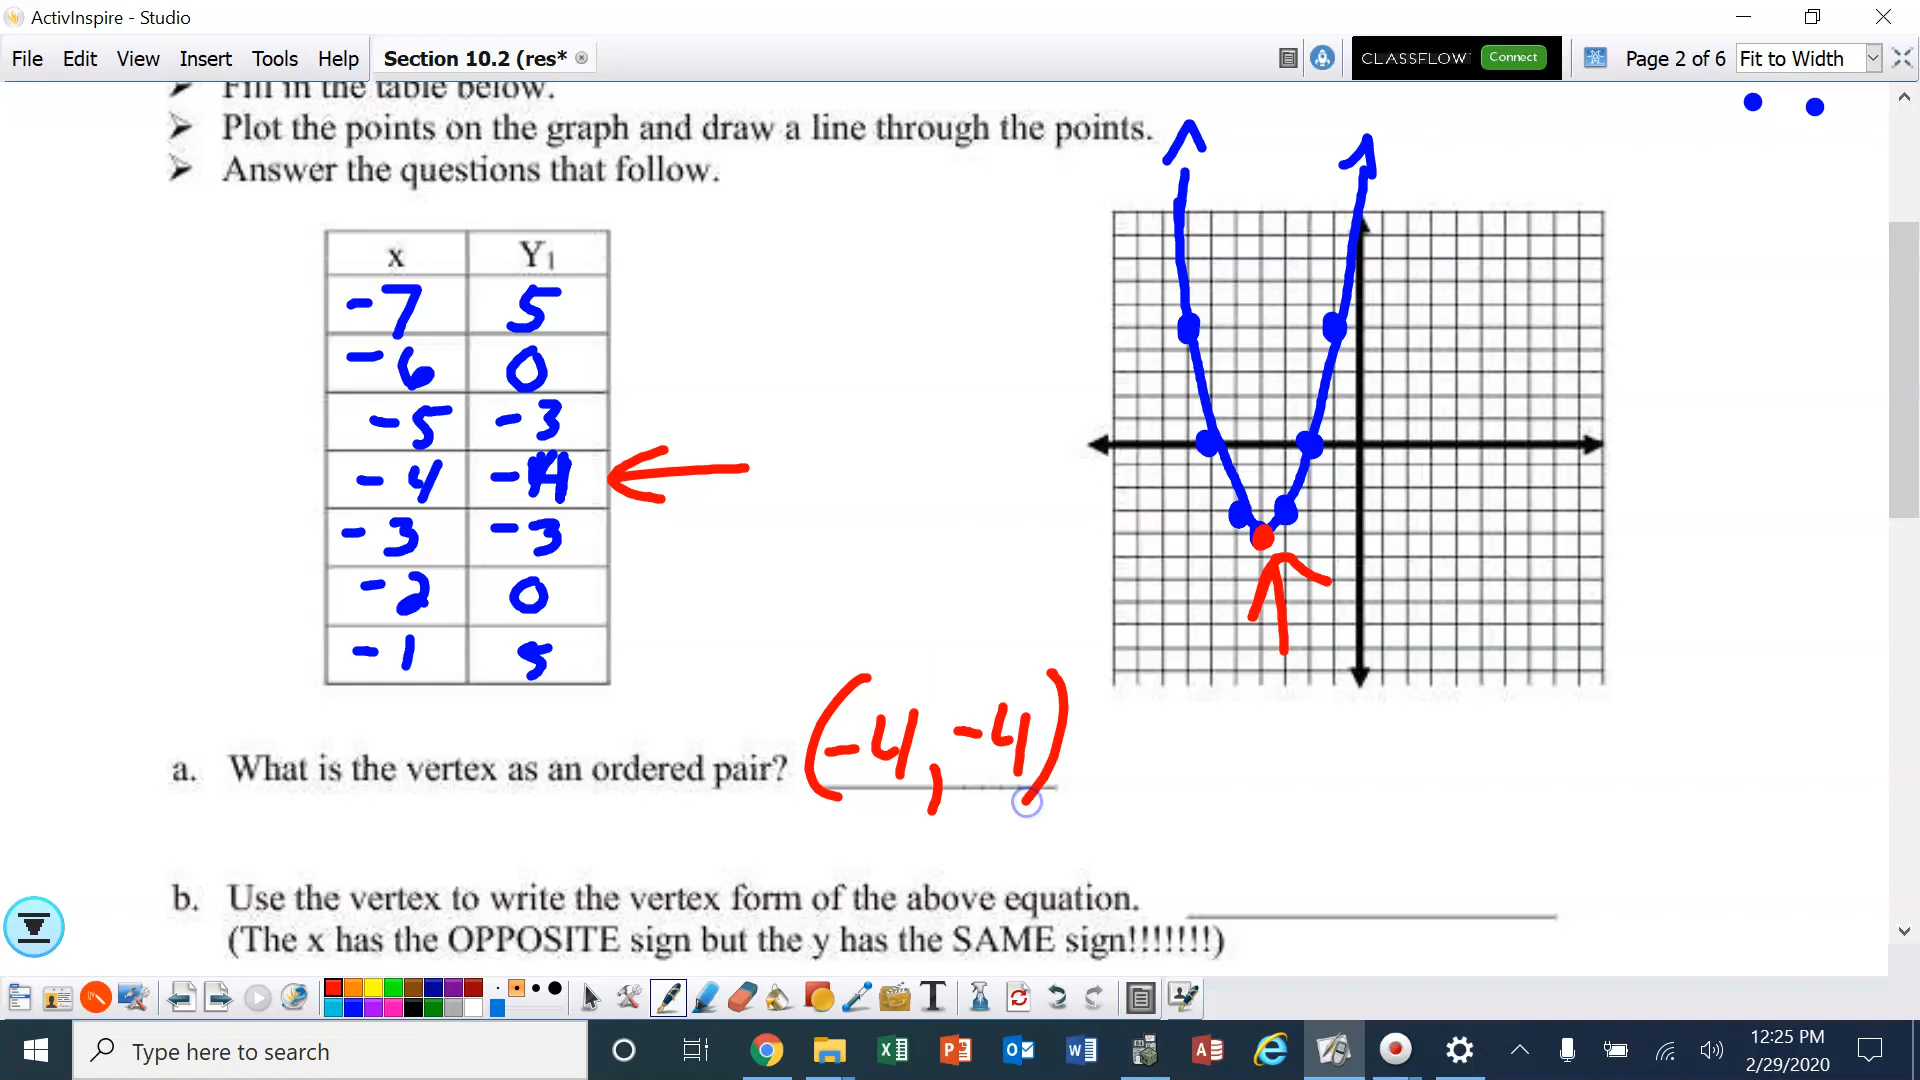 ActivInspire - Studio
File Edit View Insert Tools Help Section 10.2 (res* CLASSFLOW Connect Page 2 of 6 Fit to Width
Fill in the table below.
Plot the points on the graph and draw a line through the points.
Answer the questions that follow.
x Y1
-7 5
-6 0
-5 -3
-4 -4
-3 -3
-2 0
-1 5
a. What is the vertex as an ordered pair? (-4, -4)
b. Use the vertex to write the vertex form of the above equation.
(The x has the OPPOSITE sign but the y has the SAME sign!!!!!!!)
Type here to search
12:25 PM
2/29/2020